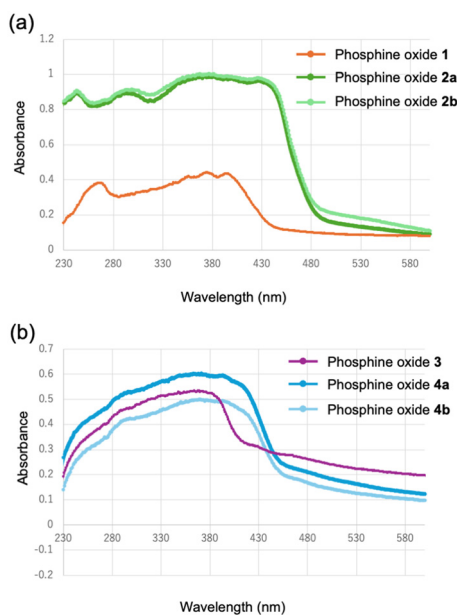 (a)
1.2
1
0.8
0.6
0.4
0.2
0
Absorbance
230 280 330 380 430 480 530 580
Wavelength (nm)
Phosphine oxide 1
Phosphine oxide 2a
Phosphine oxide 2b
(b)
0.7
0.6
0.5
0.4
0.3
0.2
0.1
0
-0.1
-0.2
Absorbance
230 280 330 380 430 480 530 580
Wavelength (nm)
Phosphine oxide 3
Phosphine oxide 4a
Phosphine oxide 4b